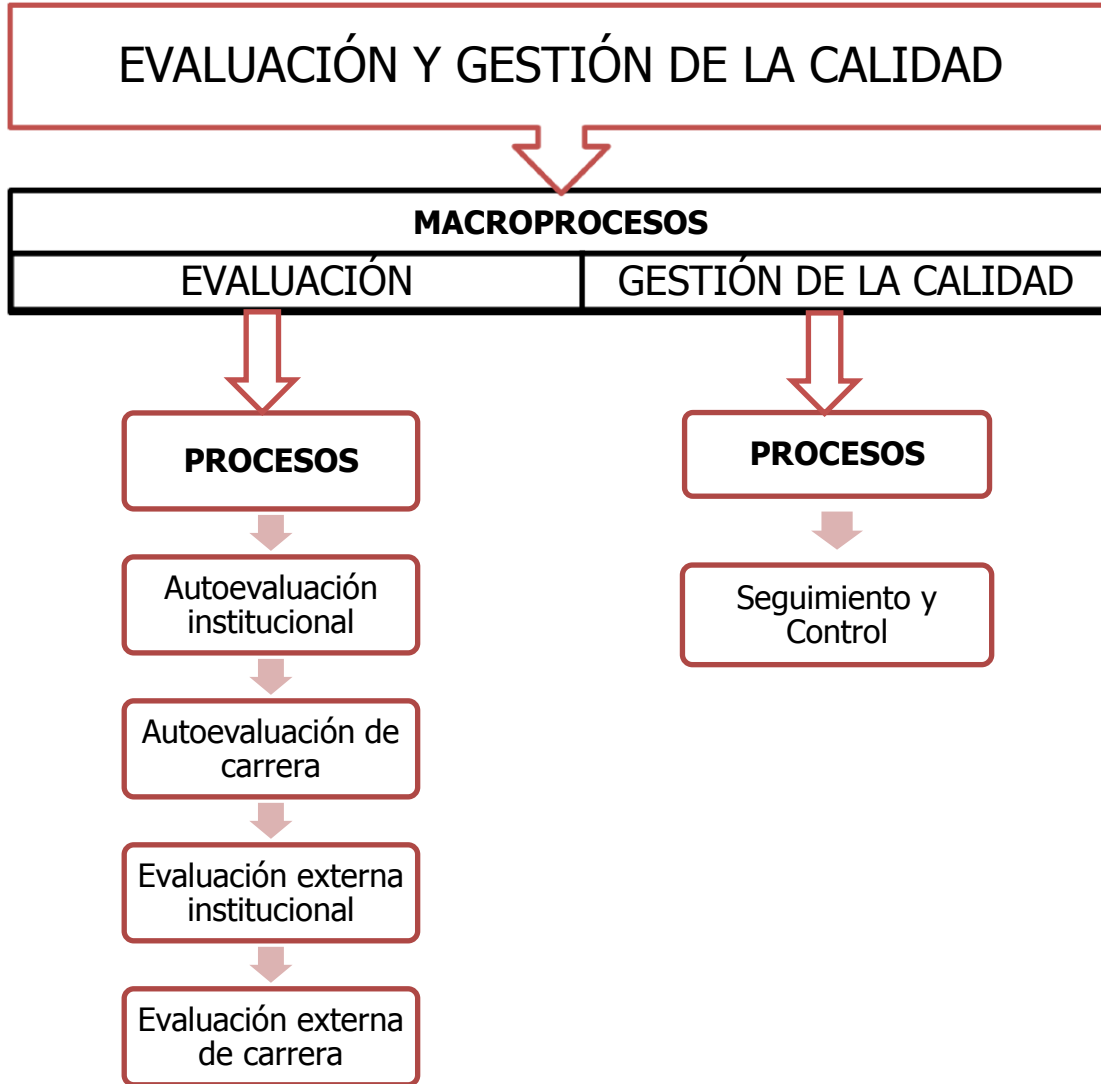 EVALUACIÓN Y GESTIÓN DE LA CALIDAD
MACROPROCESOS
EVALUACIÓN
GESTIÓN DE LA CALIDAD
PROCESOS
Autoevaluación
institucional
Autoevaluación de
carrera
Evaluación externa
institucional
Evaluación externa
de carrera
PROCESOS
Seguimiento y
Control